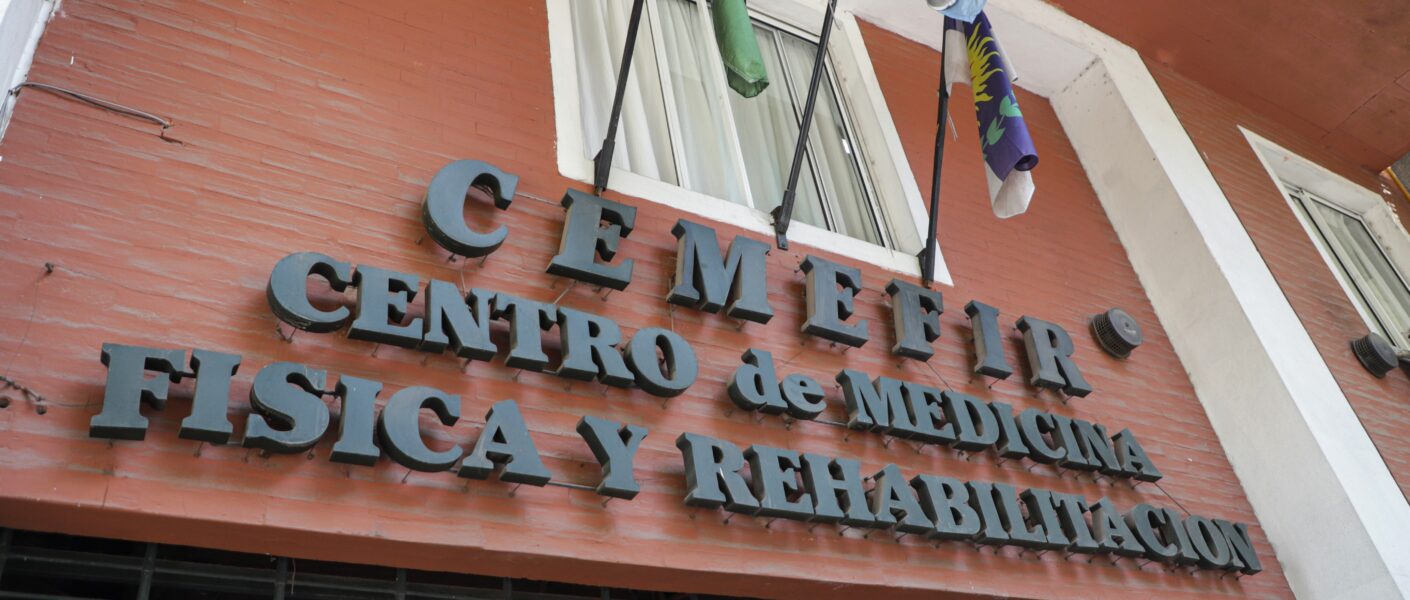 CEMEFIR
CENTRO de MEDICINA
FISICA Y REHABILITACION